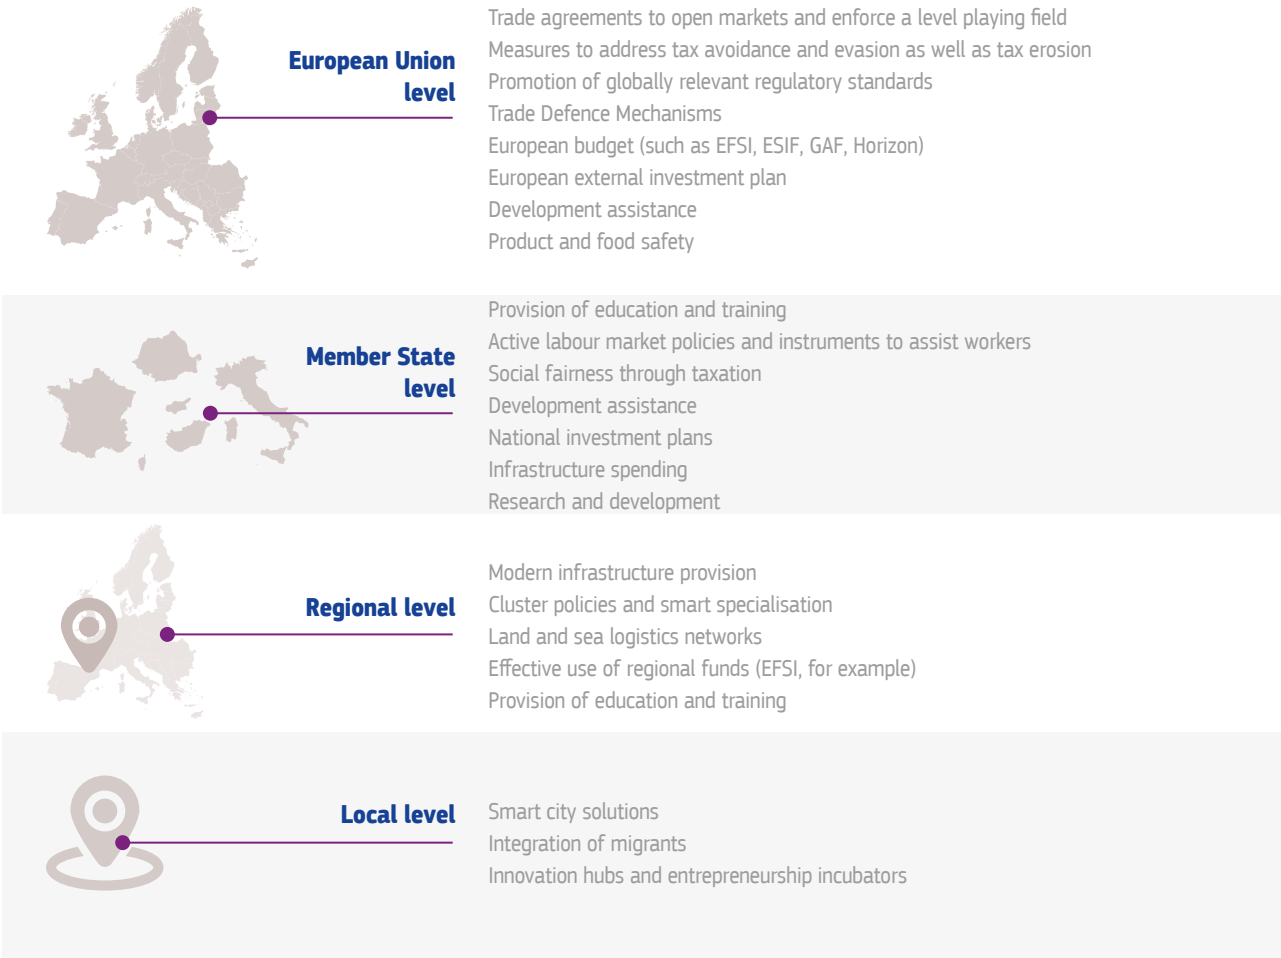 European Union
level
Trade agreements to open markets and enforce a level playing field
Measures to address tax avoidance and evasion as well as tax erosion
Promotion of globally relevant regulatory standards
Trade Defence Mechanisms
European budget (such as EFSI, ESIF, GAF, Horizon)
European external investment plan
Development assistance
Product and food safety
Member State
level
Provision of education and training
Active labour market policies and instruments to assist workers
Social fairness through taxation
Development assistance
National investment plans
Infrastructure spending
Research and development
Regional level
Modern infrastructure provision
Cluster policies and smart specialisation
Land and sea logistics networks
Effective use of regional funds (EFSI, for example)
Provision of education and training
Local level
Smart city solutions
Integration of migrants
Innovation hubs and entrepreneurship incubators